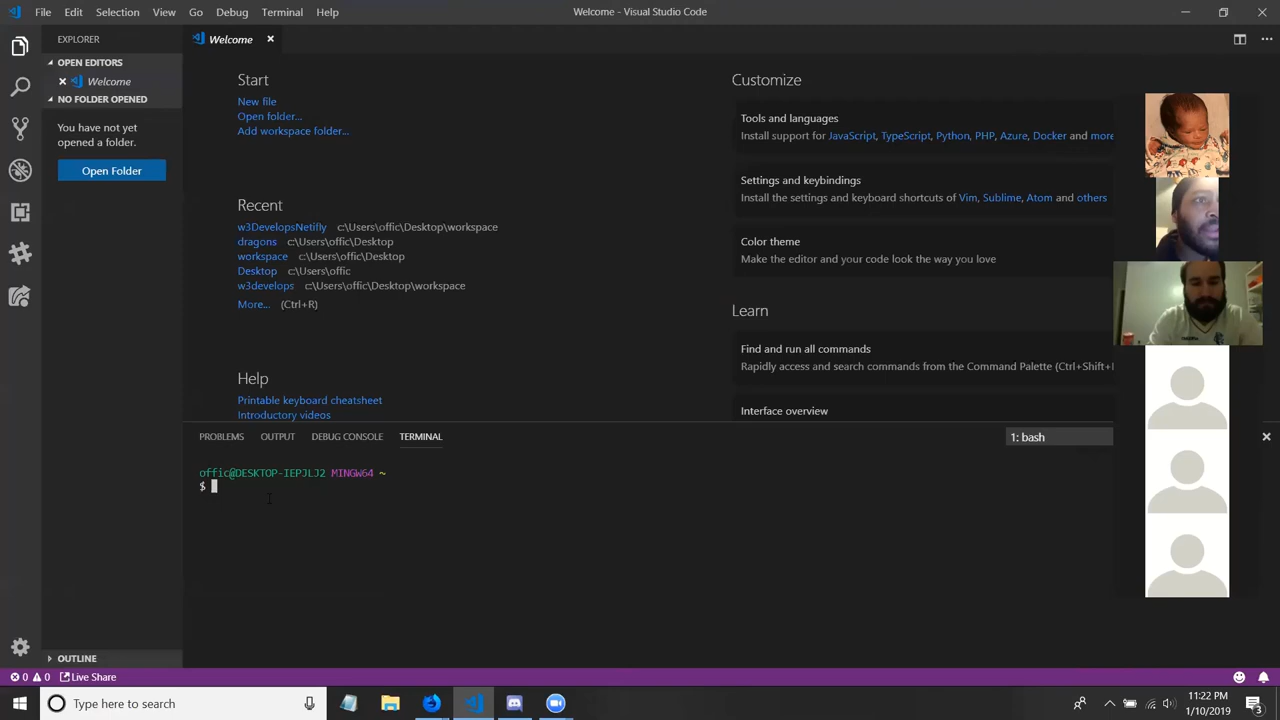 File Edit Selection View Go Debug Terminal Help
Welcome - Visual Studio Code
EXPLORER
OPEN EDITORS
Welcome
NO FOLDER OPENED
You have not yet
opened a folder.
Open Folder
OUTLINE
Welcome
Start
New file
Open folder...
Add workspace folder...
Recent
w3DevelopsNetifly c:\Users\offic\Desktop\workspace
dragons c:\Users\offic\Desktop
workspace c:\Users\offic\Desktop
Desktop c:\Users\offic
w3develops c:\Users\offic\Desktop\workspace
More... (Ctrl+R)
Help
Printable keyboard cheatsheet
Introductory videos
Customize
Tools and languages
Install support for JavaScript, TypeScript, Python, PHP, Azure, Docker and more
Settings and keybindings
Install the settings and keyboard shortcuts of Vim, Sublime, Atom and others
Color theme
Make the editor and your code look the way you love
Learn
Find and run all commands
Rapidly access and search commands from the Command Palette (Ctrl+Shift+
Interface overview
PROBLEMS OUTPUT DEBUG CONSOLE TERMINAL
1: bash
offic@DESKTOP-IEPJLJ2 MINGW64 ~
$
0 0 Live Share
Type here to search
11:22 PM
1/10/2019
3